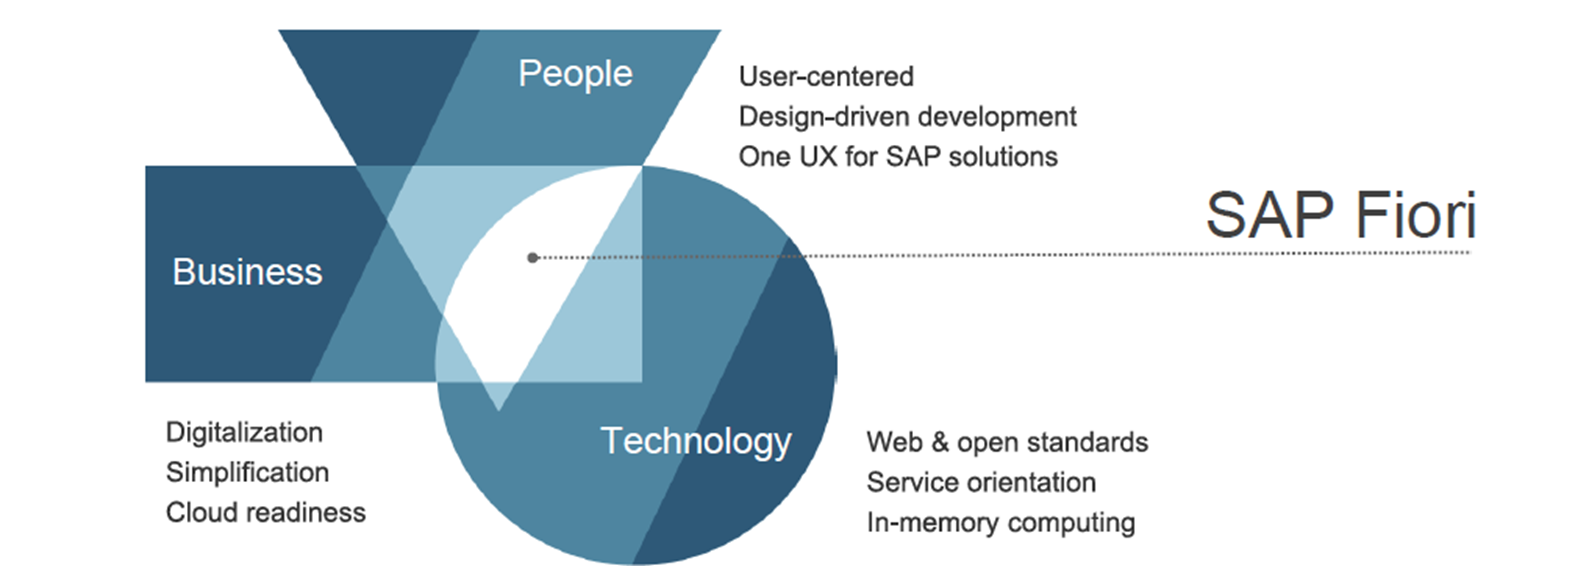 People
User-centered
Design-driven development
One UX for SAP solutions
SAP Fiori
Business
Digitalization
Simplification
Cloud readiness
Technology
Web & open standards
Service orientation
In-memory computing